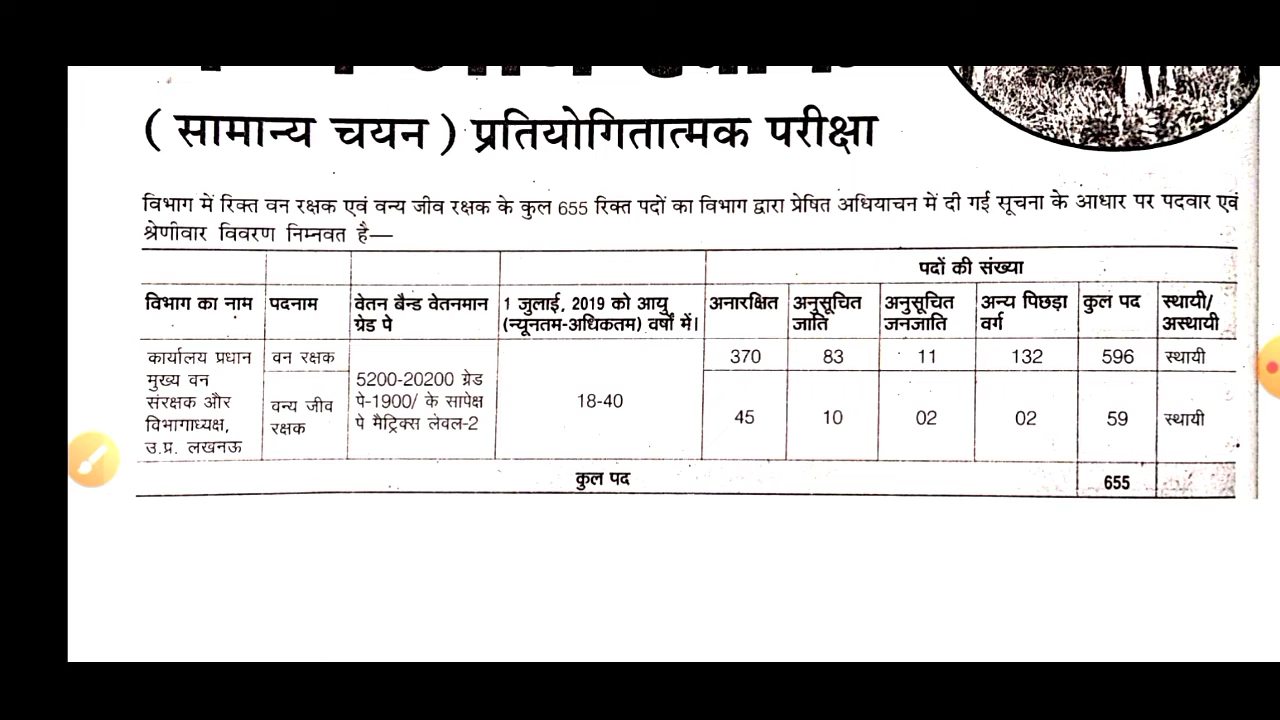 ( सामान्य चयन ) प्रतियोगितात्मक परीक्षा
विभाग में रिक्त वन रक्षक एवं वन्य जीव रक्षक के कुल 655 रिक्त पदों का विभाग द्वारा प्रेषित अधियाचन में दी गई सूचना के आधार पर पदवार एवं
श्रेणीवार विवरण निम्नवत है—
पदों की संख्या
विभाग का नाम पदनाम वेतन बैन्ड वेतनमान 1 जुलाई, 2019 को आयु अनारक्षित अनुसूचित अनुसूचित अन्य पिछड़ा कुल पद स्थायी/
ग्रेड पे (न्यूनतम-अधिकतम) वर्षों में। जाति जनजाति वर्ग अस्थायी
कार्यालय प्रधान वन रक्षक 370 83 11 132 596 स्थायी
मुख्य वन 5200-20200 ग्रेड
संरक्षक और वन्य जीव पे-1900/ के सापेक्ष 18-40
विभागाध्यक्ष, रक्षक पे मैट्रिक्स लेवल-2 45 10 02 02 59 स्थायी
उ.प्र. लखनऊ
कुल पद 655